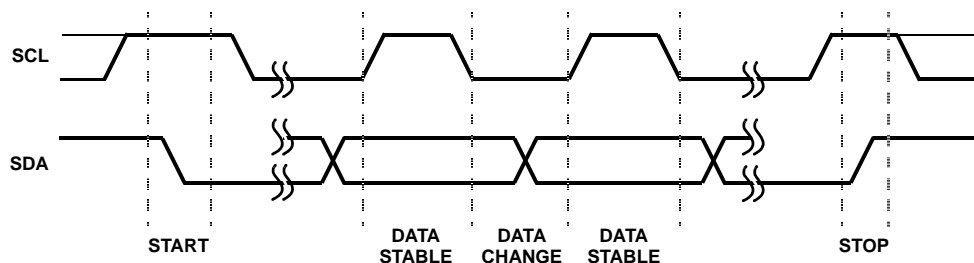 SCL
SDA
START
DATA
STABLE
DATA
CHANGE
DATA
STABLE
STOP